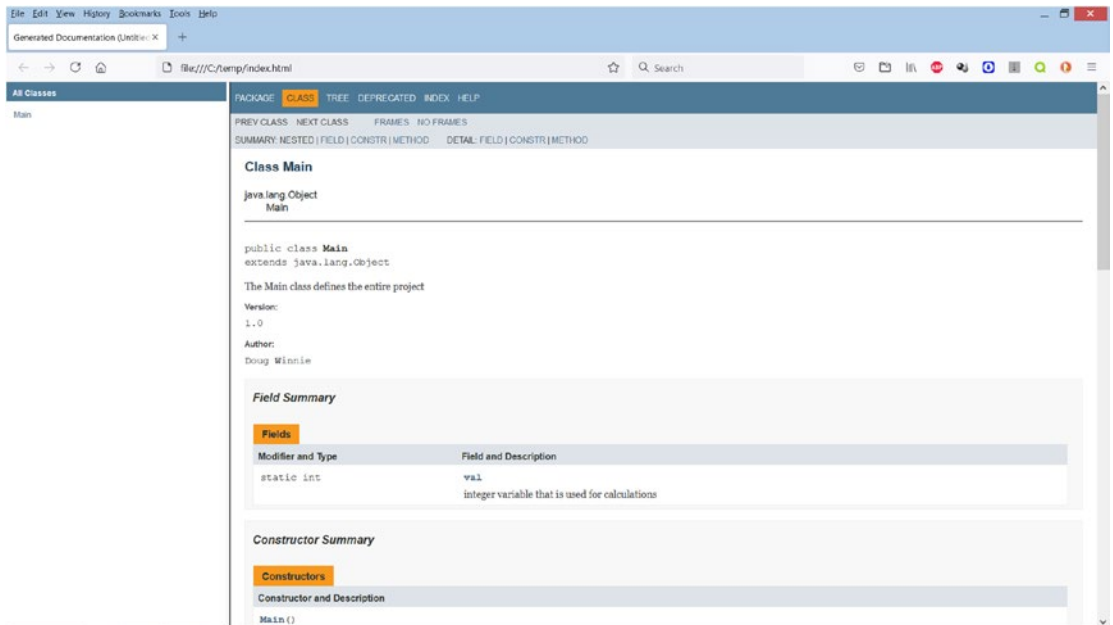 File Edit View History Bookmarks Tools Help
Generated Documentation (Untitled
file:///C:/temp/index.html
Search
All Classes
Main
PACKAGE CLASS TREE DEPRECATED INDEX HELP
PREV CLASS NEXT CLASS FRAMES NO FRAMES
SUMMARY: NESTED | FIELD | CONSTR | METHOD DETAIL: FIELD | CONSTR | METHOD
Class Main
java.lang.Object
Main
public class Main
extends java.lang.Object
The Main class defines the entire project
Version:
1.0
Author:
Doug Winnie
Field Summary
Fields
Modifier and Type Field and Description
static int val
integer variable that is used for calculations
Constructor Summary
Constructors
Constructor and Description
Main()